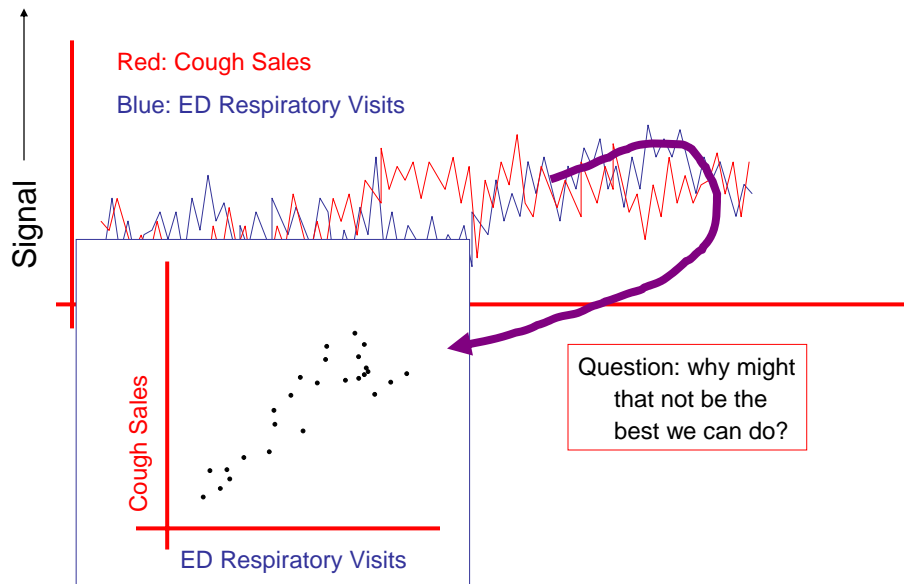 Signal
Red: Cough Sales
Blue: ED Respiratory Visits
Cough Sales
ED Respiratory Visits
Question: why might
that not be the
best we can do?